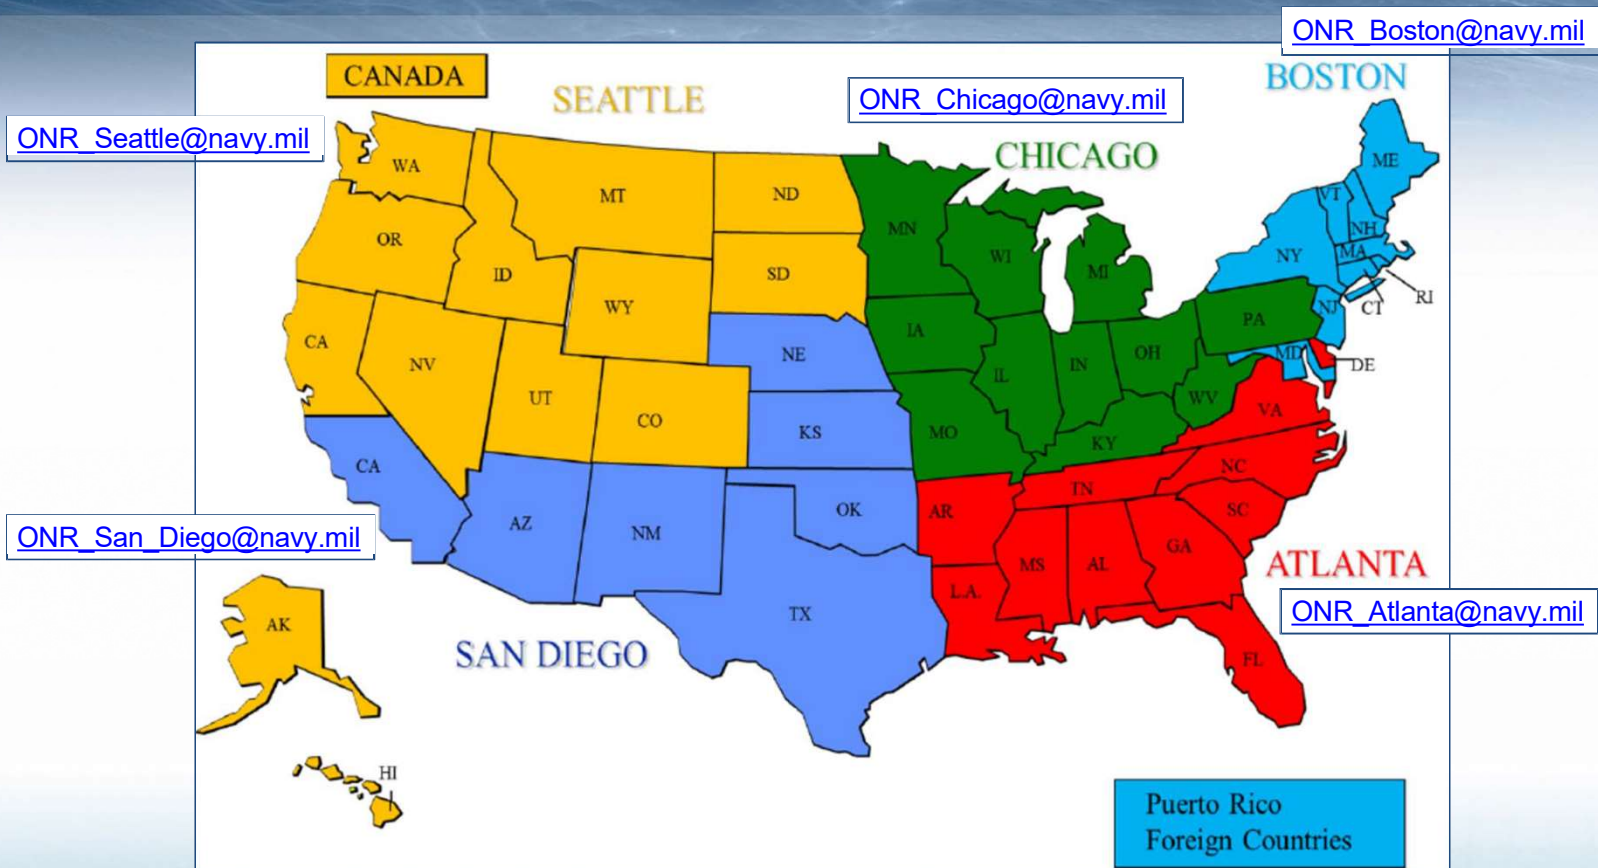 ONR_Boston@navy.mil
CANADA
SEATTLE
ONR_Chicago@navy.mil
BOSTON
ONR_Seattle@navy.mil
CHICAGO
WA
MT
ND
MN
ME
VT
NH
OR
ID
SD
WI
MI
NY
MA
WY
RI
CT
NJ
PA
IA
CA
NV
NE
IL
IN
OH
MD
DE
UT
CO
KS
MO
KY
WV
VA
CA
AZ
NM
OK
AR
TN
NC
SC
ONR_San_Diego@navy.mil
MS
AL
GA
ATLANTA
L.A.
ONR_Atlanta@navy.mil
AK
TX
SAN DIEGO
FL
HI
Puerto Rico
Foreign Countries